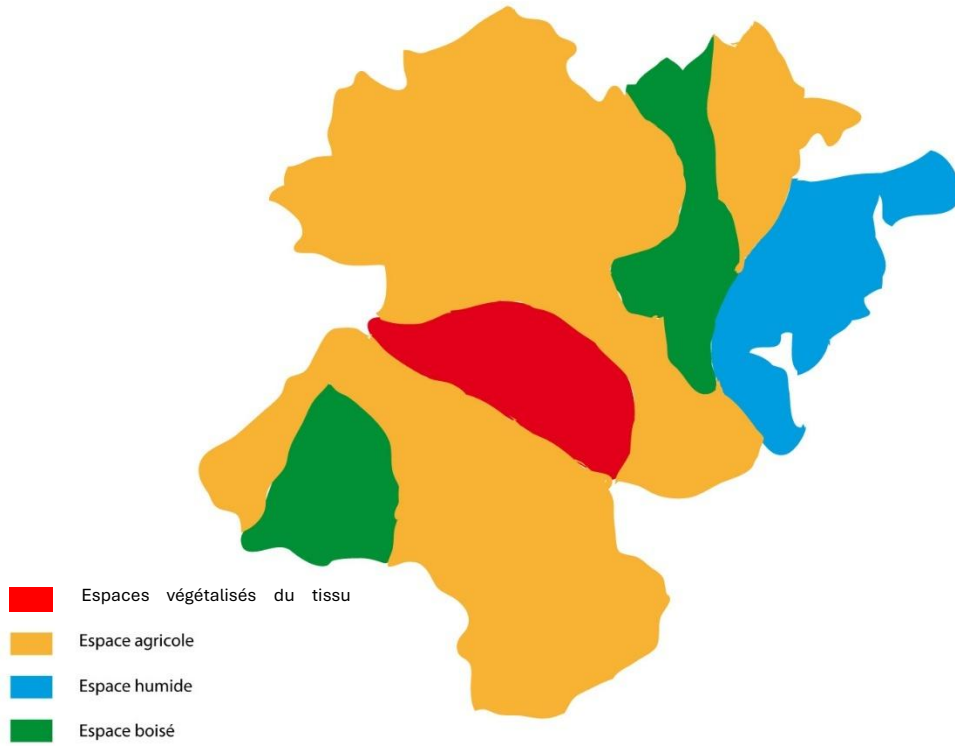 Espaces végétalisés du tissu
Espace agricole
Espace humide
Espace boisé